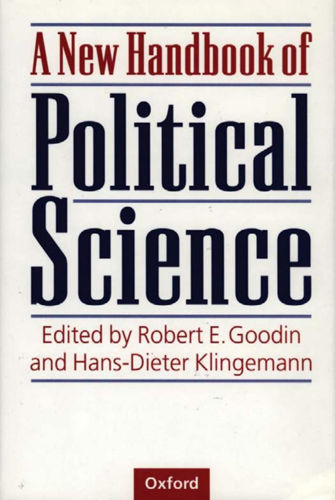 A New Handbook of
Political
Science
Edited by Robert E. Goodin
and Hans-Dieter Klingemann
Oxford